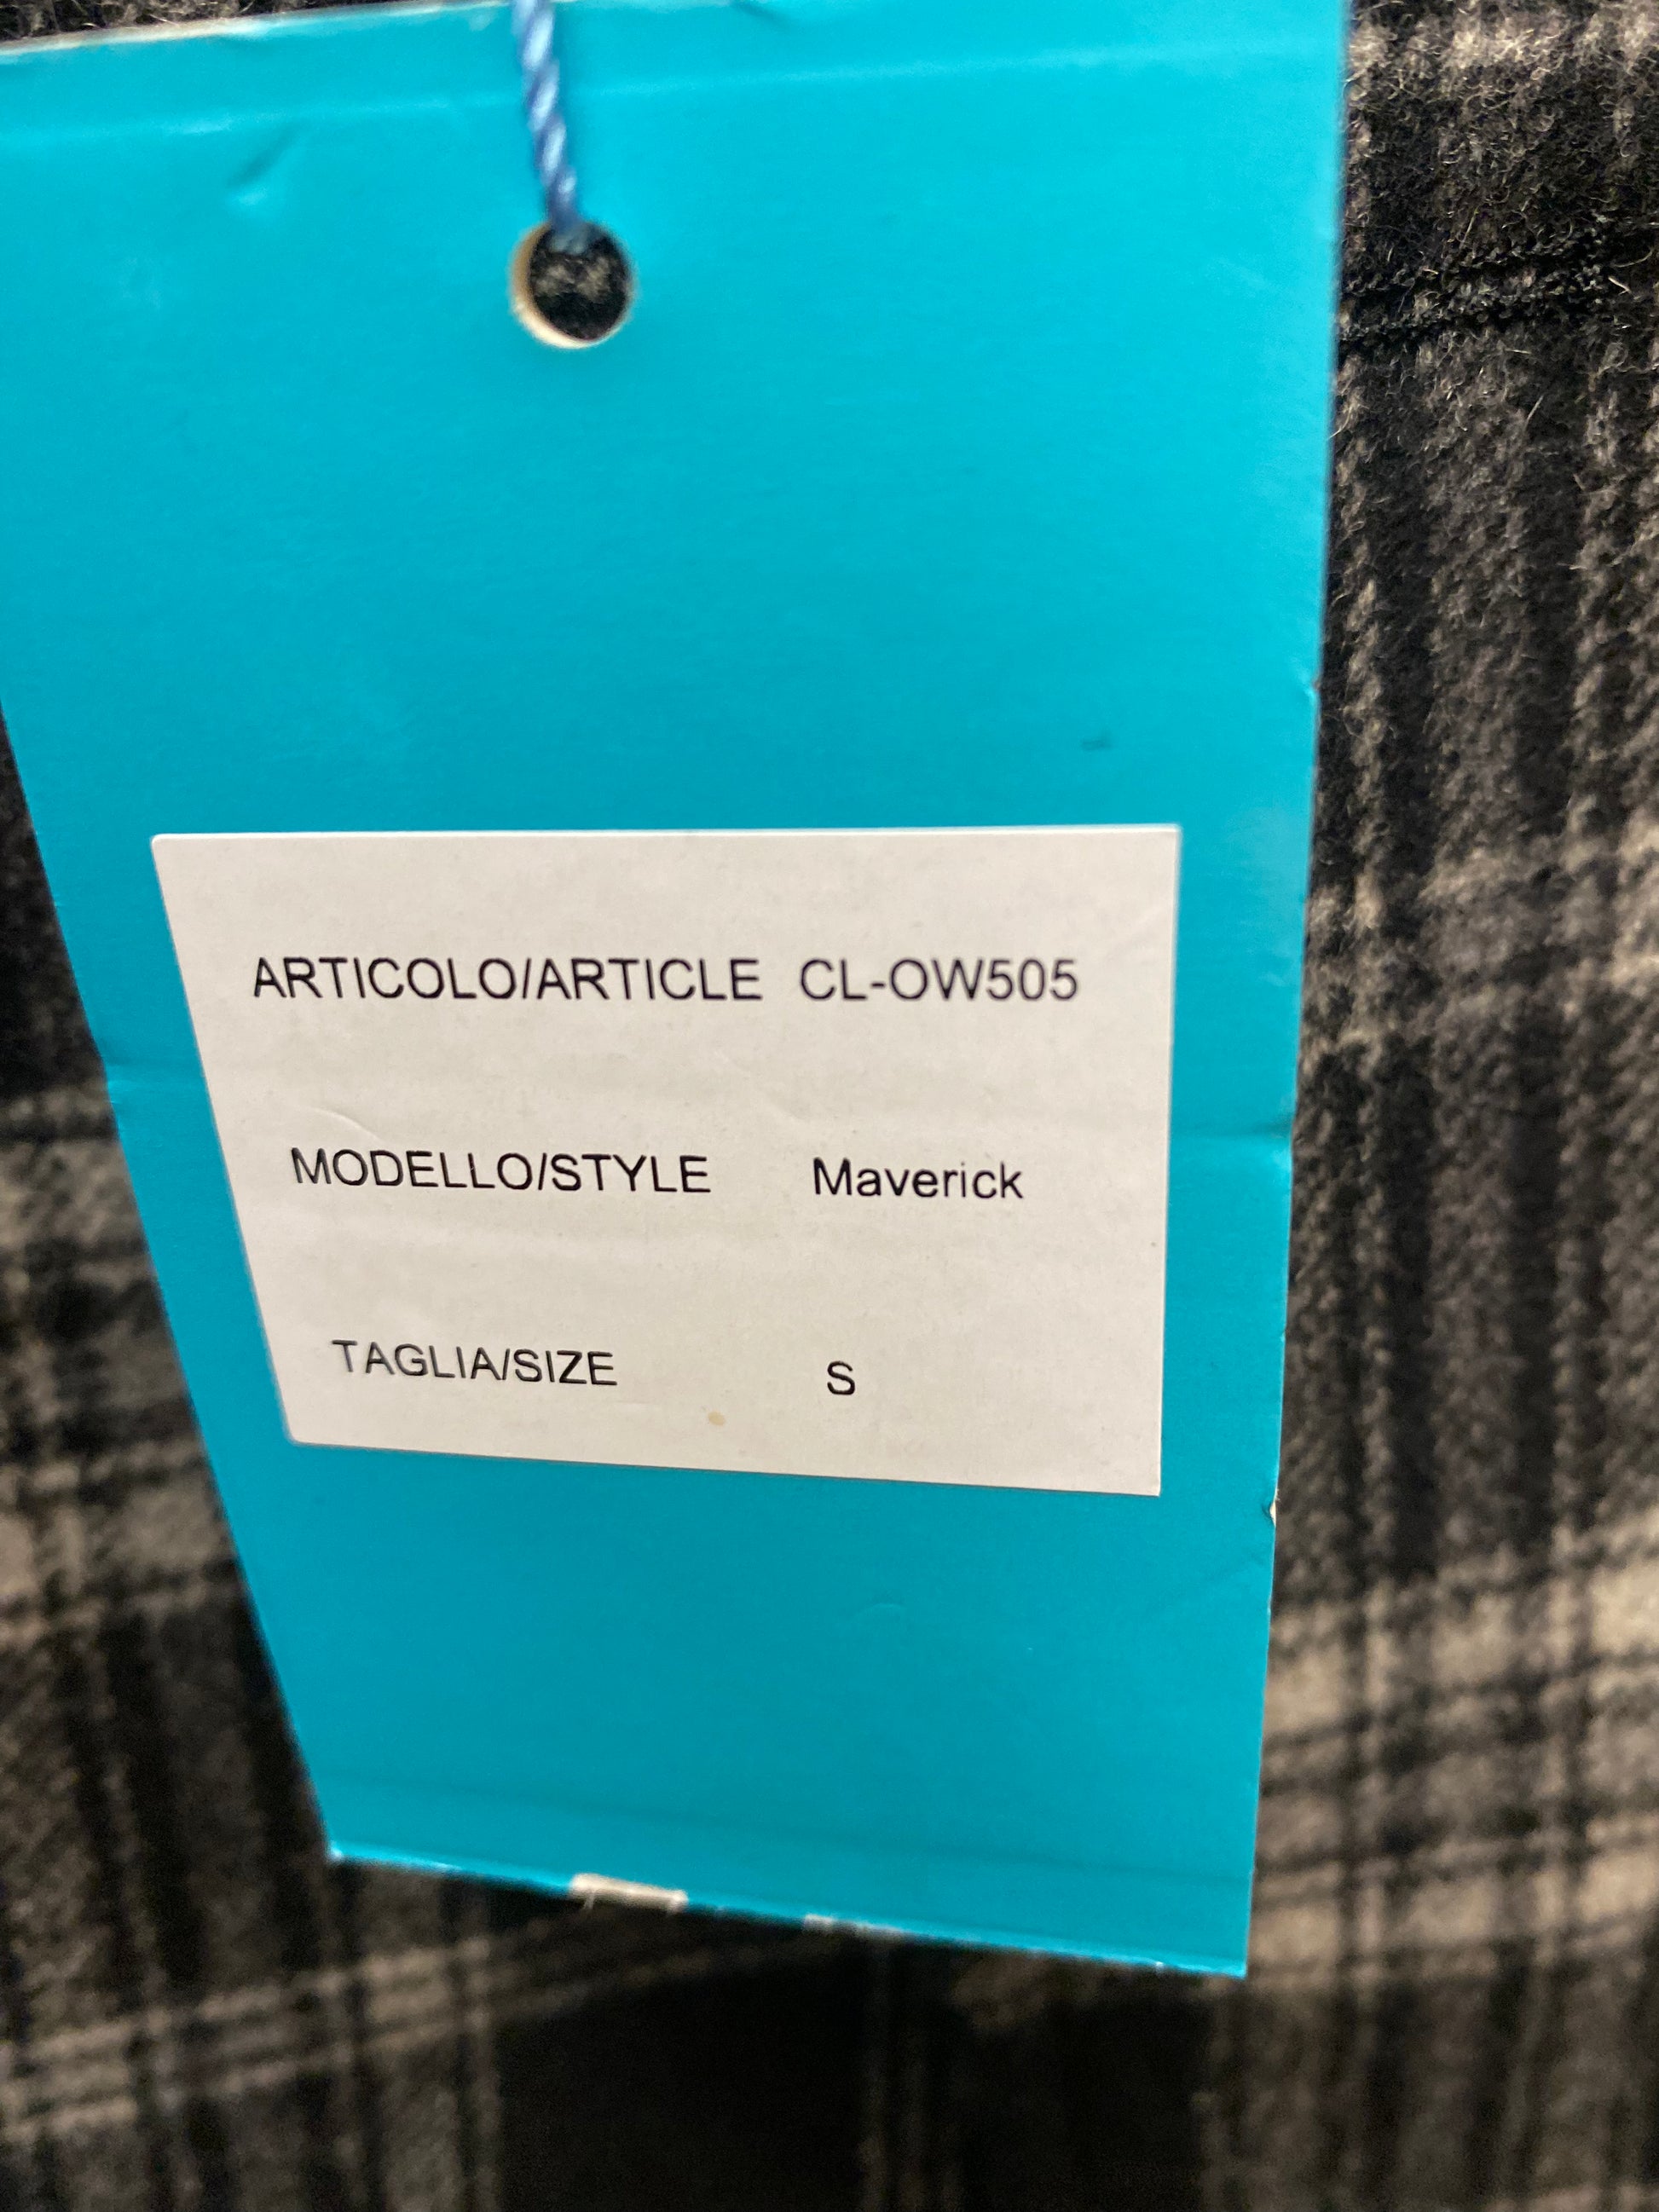 ARTICOLO/ARTICLE CL-OW505
MODELLO/STYLE Maverick
TAGLIA/SIZE S